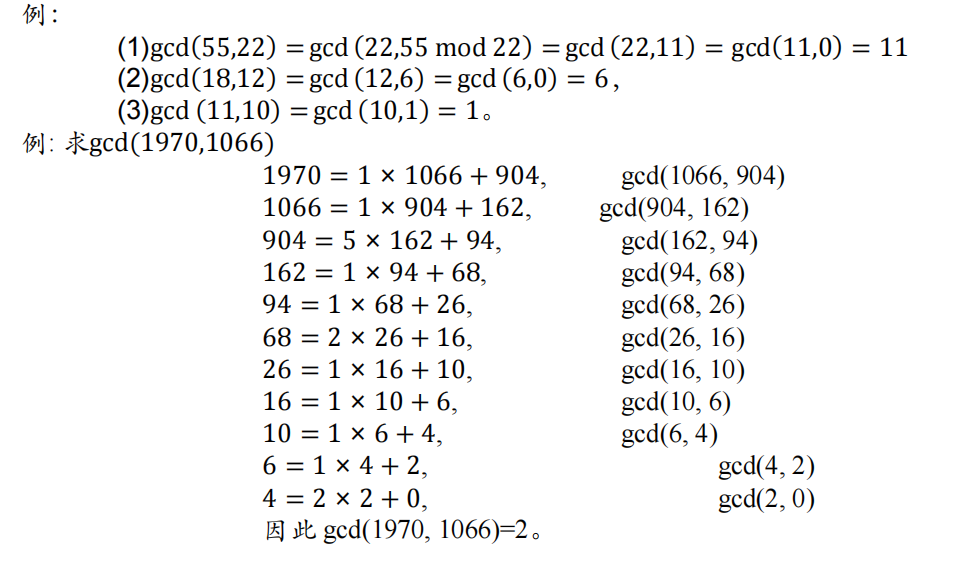 例：
(1)gcd(55,22) = gcd (22,55 mod 22) = gcd (22,11) = gcd(11,0) = 11
(2)gcd(18,12) = gcd (12,6) = gcd (6,0) = 6，
(3)gcd (11,10) = gcd (10,1) = 1。
例: 求gcd(1970,1066)
1970 = 1 × 1066 + 904, gcd(1066, 904)
1066 = 1 × 904 + 162, gcd(904, 162)
904 = 5 × 162 + 94, gcd(162, 94)
162 = 1 × 94 + 68, gcd(94, 68)
94 = 1 × 68 + 26, gcd(68, 26)
68 = 2 × 26 + 16, gcd(26, 16)
26 = 1 × 16 + 10, gcd(16, 10)
16 = 1 × 10 + 6, gcd(10, 6)
10 = 1 × 6 + 4, gcd(6, 4)
6 = 1 × 4 + 2, gcd(4, 2)
4 = 2 × 2 + 0, gcd(2, 0)
因此 gcd(1970, 1066)=2。